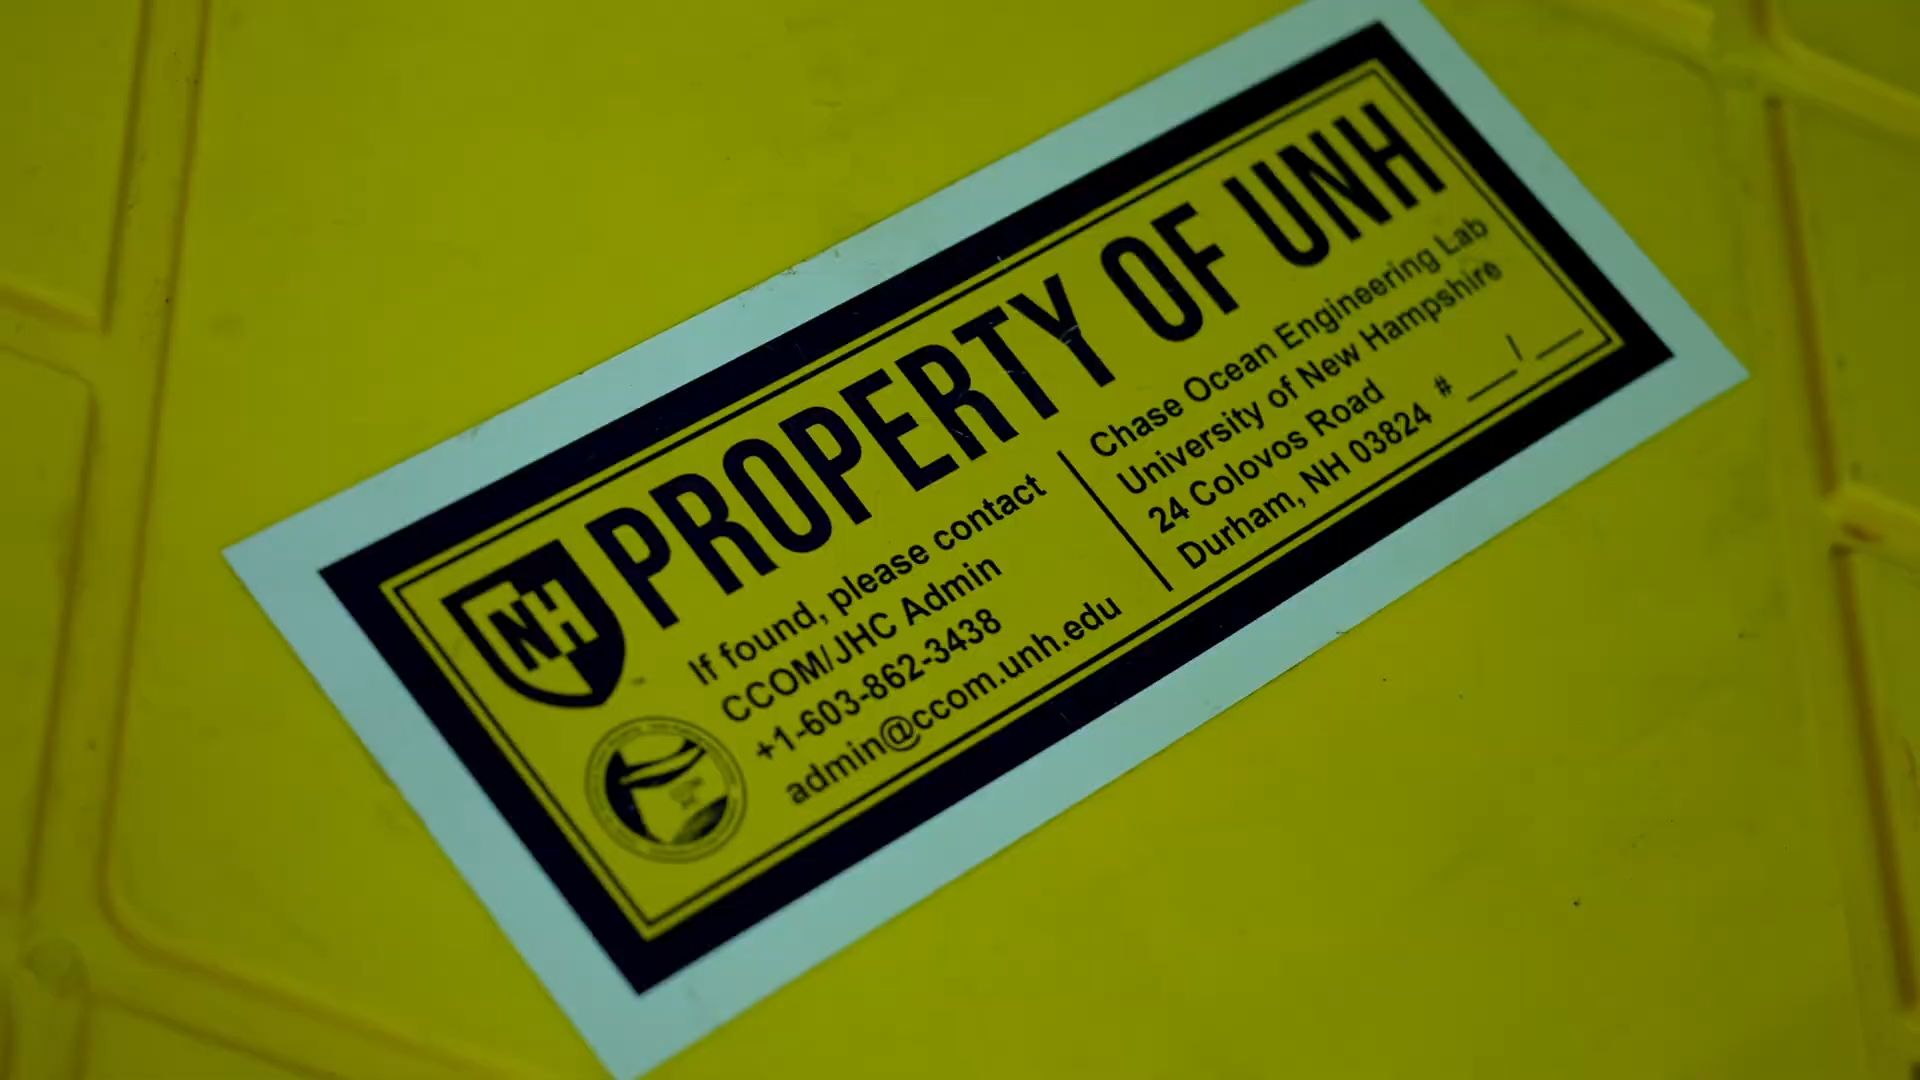 PROPERTY OF UNH
NH
If found, please contact
CCOM/JHC Admin
+1-603-862-3438
admin@ccom.unh.edu
Chase Ocean Engineering Lab
University of New Hampshire
24 Colovos Road
Durham, NH 03824 # ___/___